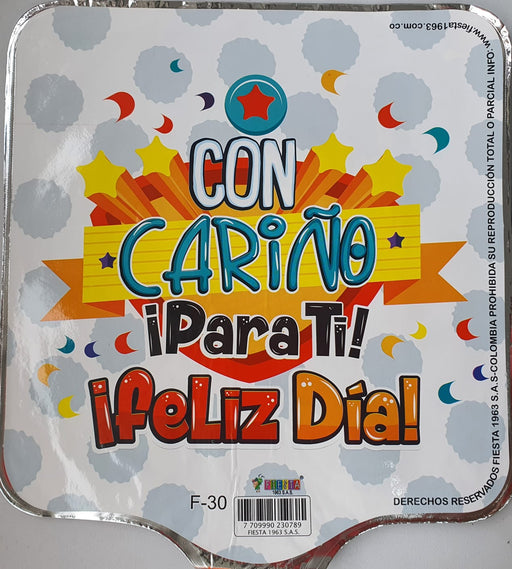 CON
CARIÑO
¡Para Ti!
¡feliz Día!
F-30
FIESTA
1963 S.A.S.
7 709990 230789
FIESTA 1963 S.A.S.
DERECHOS RESERVADOS FIESTA 1963 S.A.S-COLOMBIA PROHIBIDA SU REPRODUCCIÓN TOTAL O PARCIAL INFO: www.fiesta1963.com.co